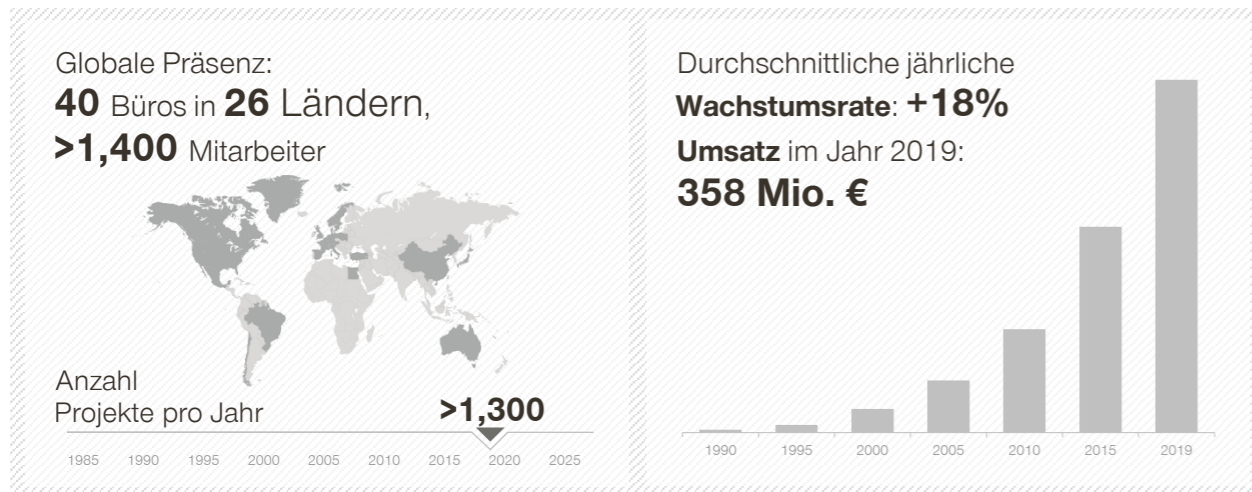 Globale Präsenz:
40 Büros in 26 Ländern,
>1,400 Mitarbeiter
Anzahl
Projekte pro Jahr
>1,300
1985 1990 1995 2000 2005 2010 2015 2020 2025
Durchschnittliche jährliche
Wachstumsrate: +18%
Umsatz im Jahr 2019:
358 Mio. €
1990 1995 2000 2005 2010 2015 2019